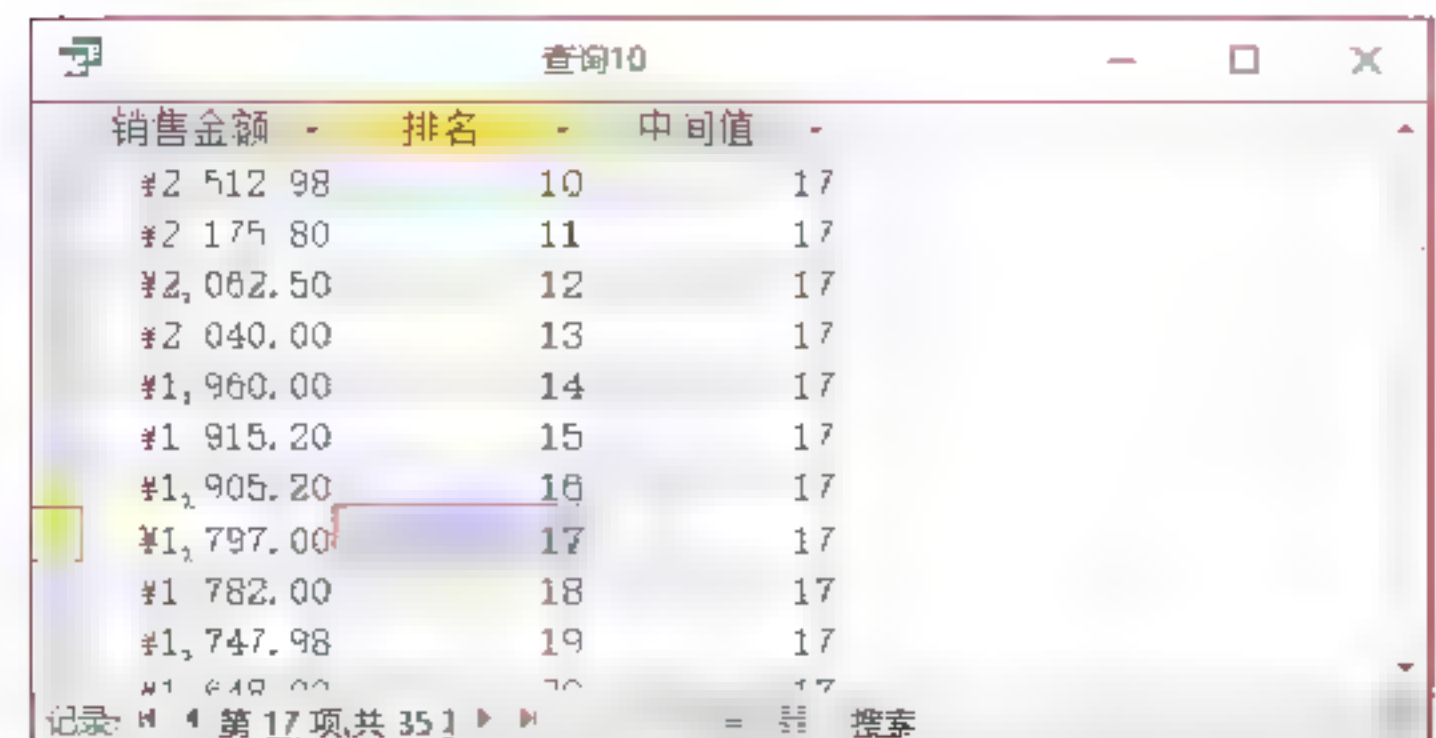 查询10
销售金额 排名 中间值
¥2,512.98 10 17
¥2,175.80 11 17
¥2,062.50 12 17
¥2,040.00 13 17
¥1,960.00 14 17
¥1,915.20 15 17
¥1,905.20 16 17
¥1,797.00 17 17
¥1,782.00 18 17
¥1,747.98 19 17
20 17
记录: 第 17 项,共 35 搜索